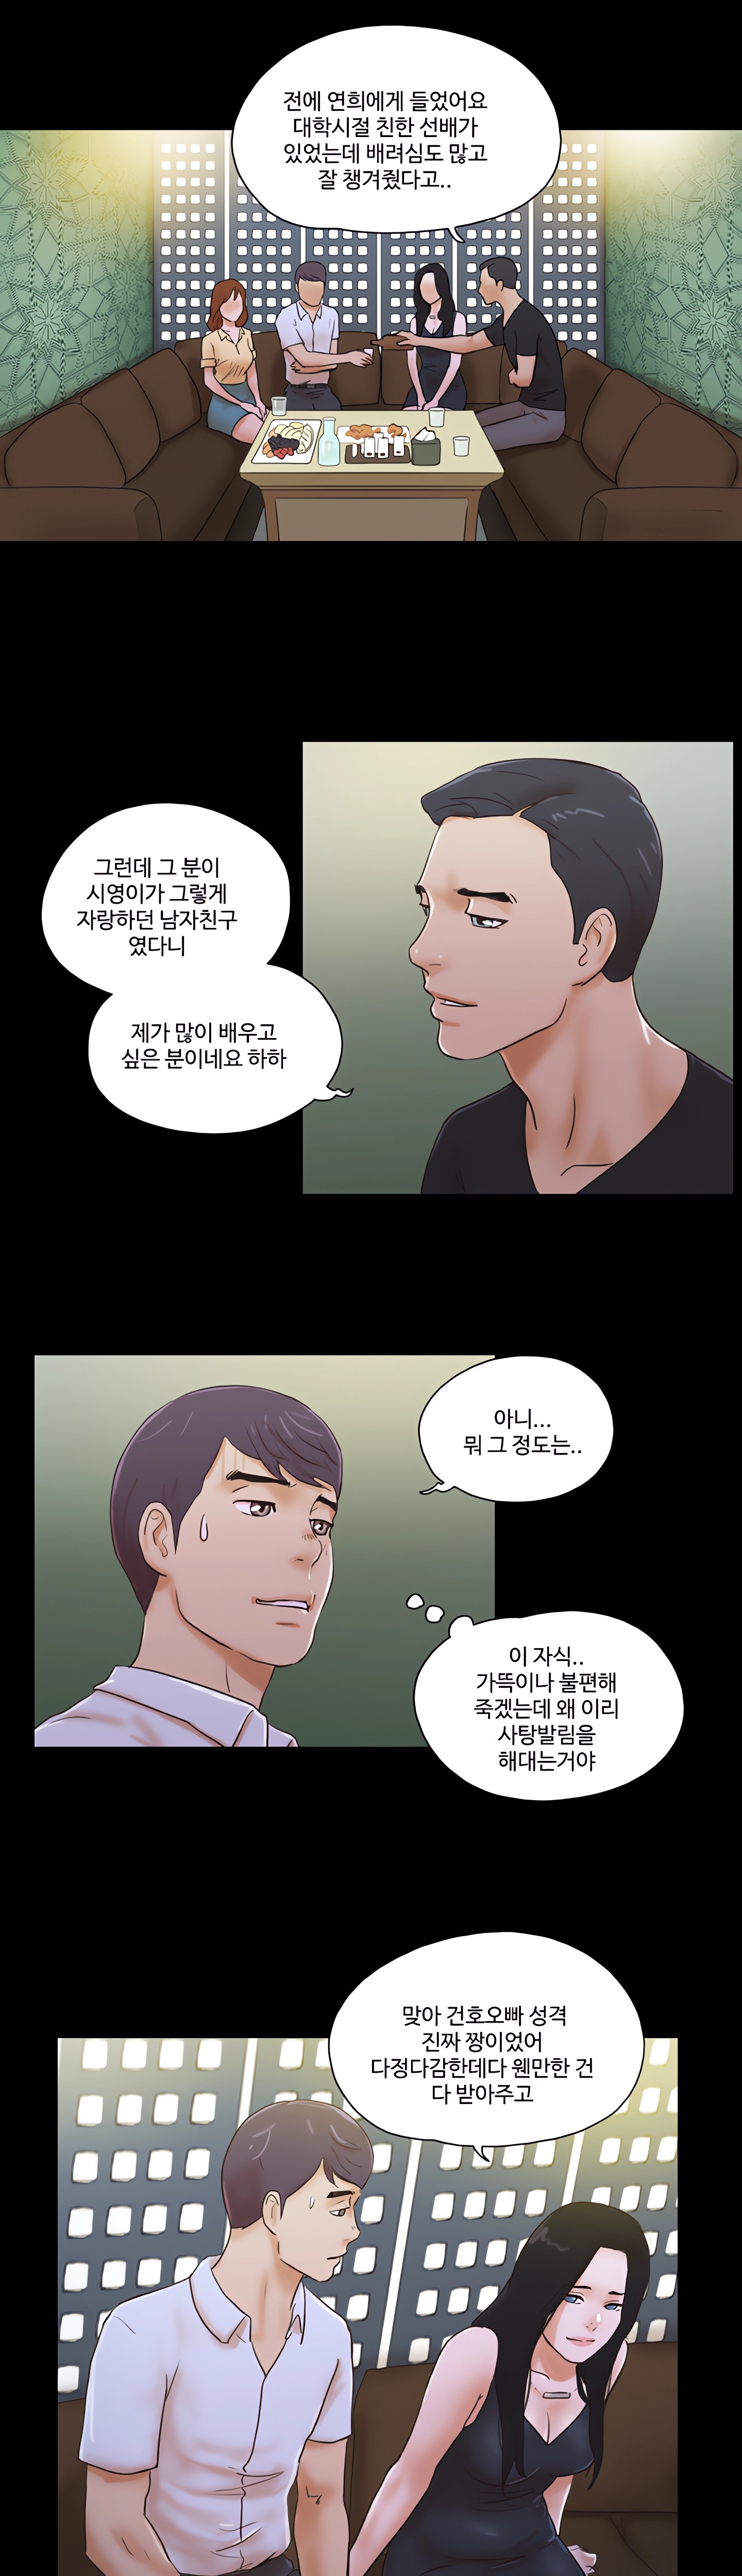 전에 연희에게 들었어요
대학시절 친한 선배가
있었는데 배려심도 많고
잘 챙겨줬다고..
그런데 그 분이
시영이가 그렇게
자랑하던 남자친구
였다니
제가 많이 배우고
싶은 분이네요 하하
아니...
뭐 그 정도는..
이 자식..
가뜩이나 불편해
죽겠는데 왜 이리
사탕발림을
해대는거야
맞아 건호오빠 성격
진짜 짱이었어
다정다감한데다 웬만한 건
다 받아주고